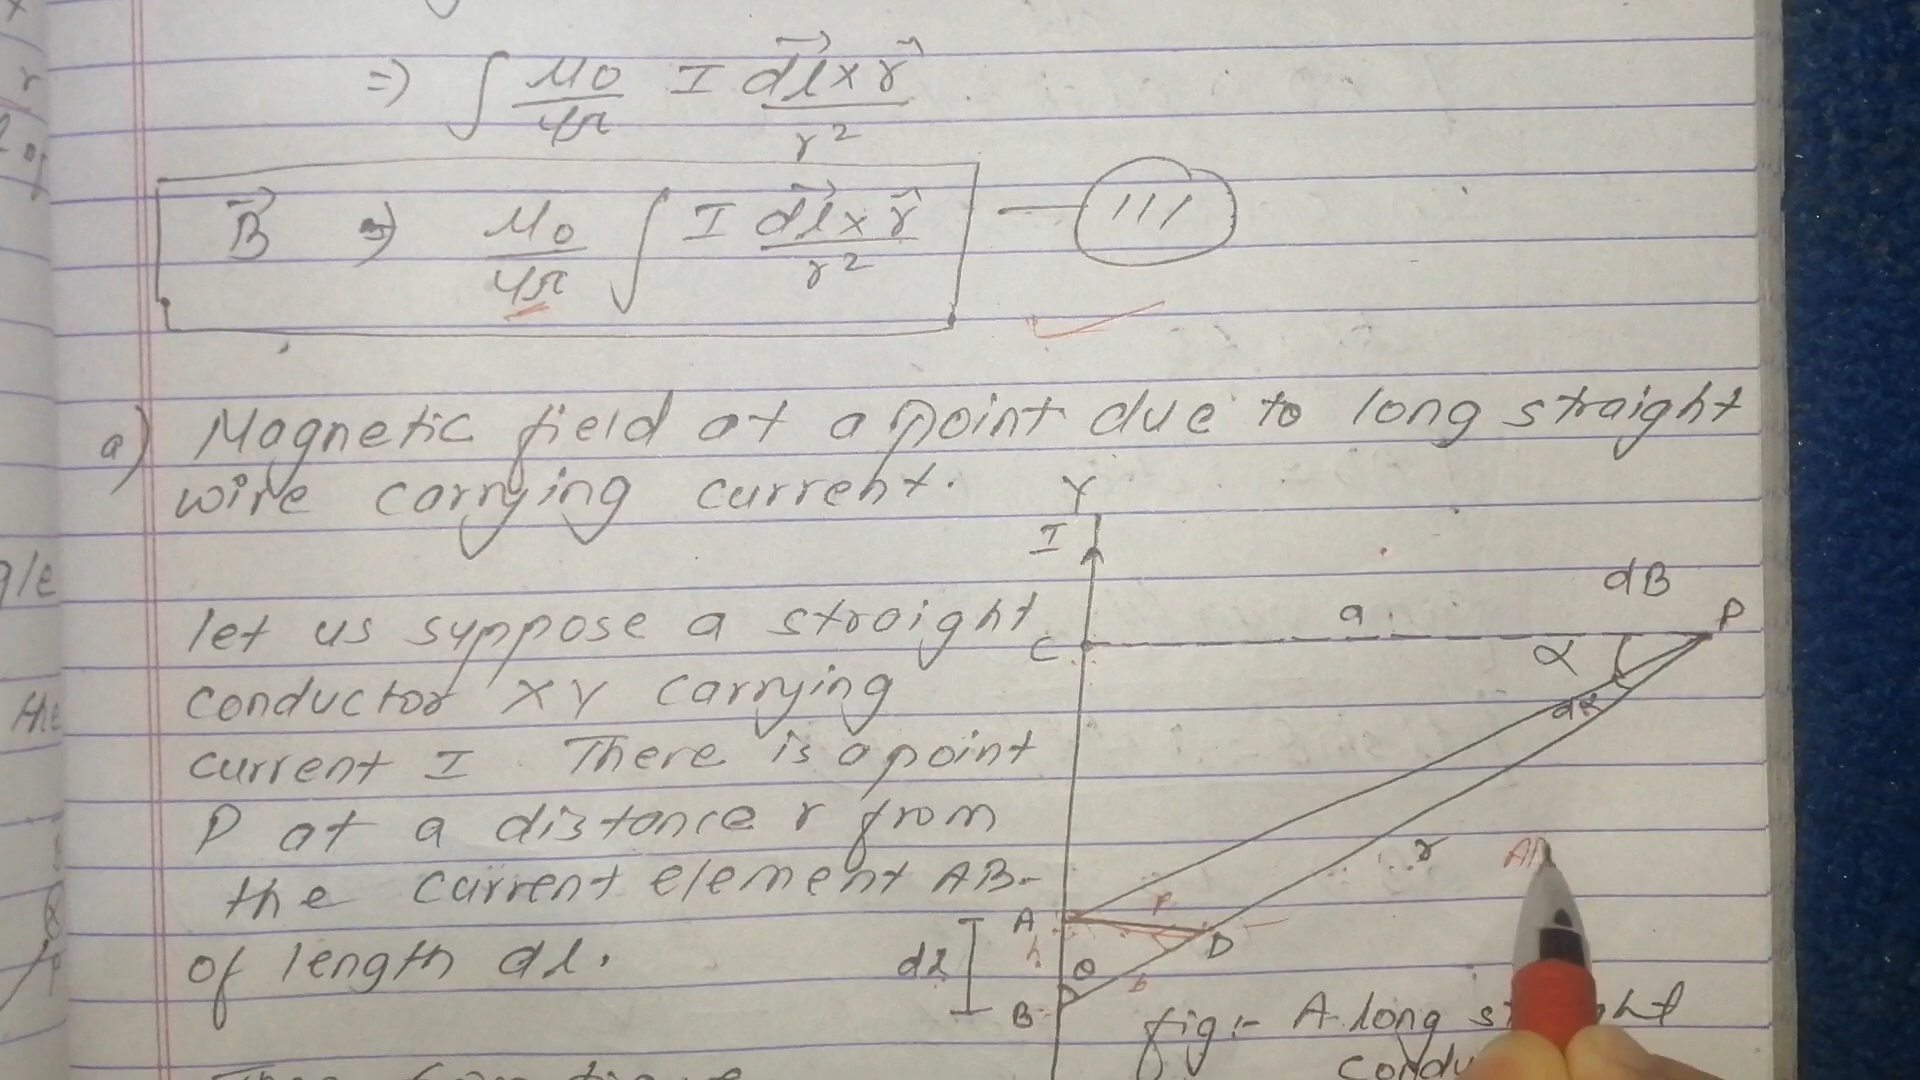 ⇒ ∫ μ0/4π I dl⃗ × r̂ / r²
B⃗ ⇒ μ0/4π ∫ I dl⃗ × r̂ / r² — III
a) Magnetic field at a point due to long straight
wire carrying current.
Y
I
dB
let us suppose a straight
C
a
P
α
conductor XY carrying
dα
current I There is a point
P at a distance r from
r
the current element AB.
A
P
of length dl.
dl
h
θ
D
b
B
fig:- A long